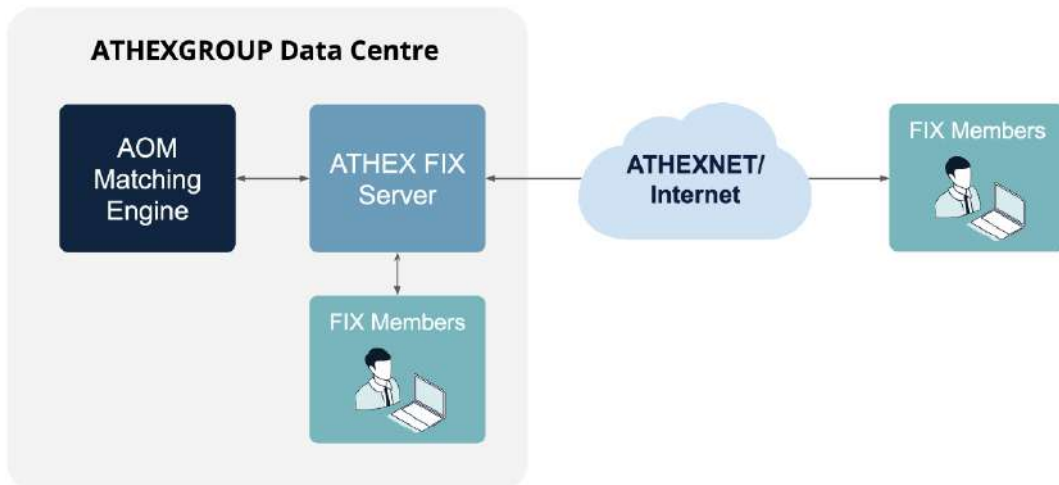 ATHEXGROUP Data Centre
AOM
Matching
Engine
ATHEX FIX
Server
ATHEXNET/
Internet
FIX Members
FIX Members